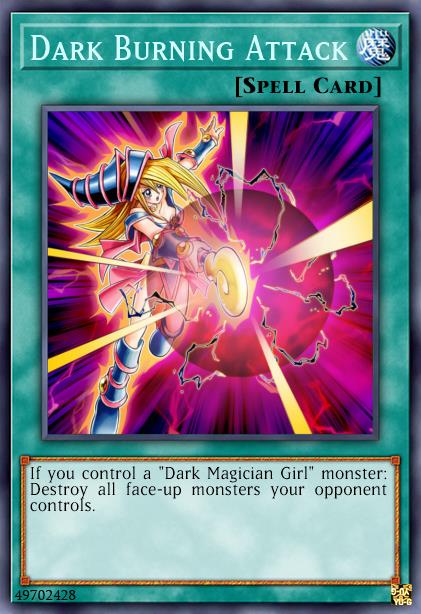 Dark Burning Attack
魔
[Spell Card]
If you control a "Dark Magician Girl" monster:
Destroy all face-up monsters your opponent
controls.
49702428